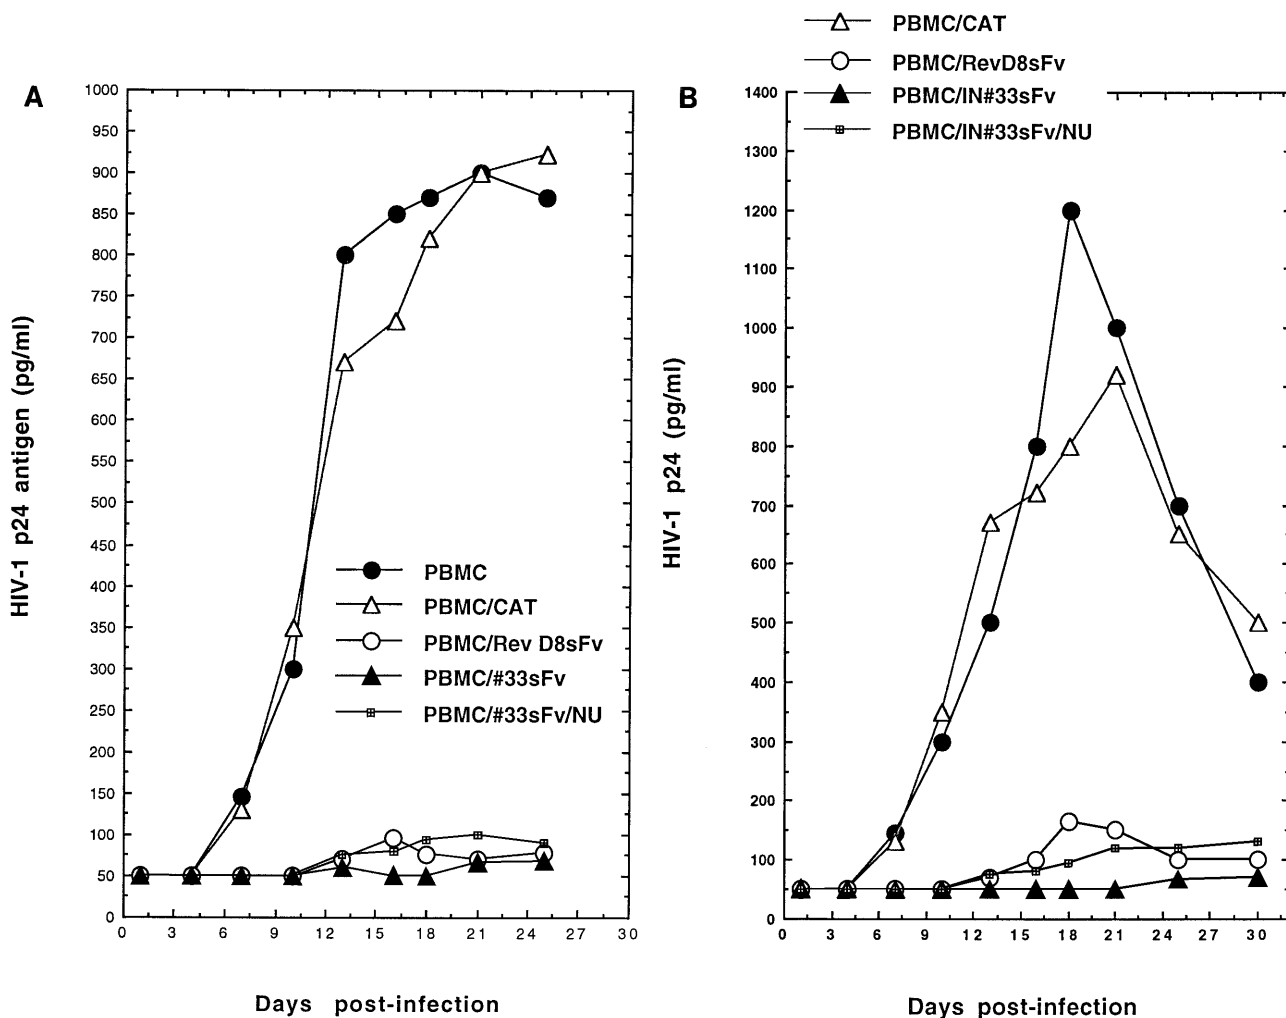 A
HIV-1 p24 antigen (pg/ml)
1000
950
900
850
800
750
700
650
600
550
500
450
400
350
300
250
200
150
100
50
0
0 3 6 9 12 15 18 21 24 27 30
Days post-infection
PBMC
PBMC/CAT
PBMC/Rev D8sFv
PBMC/#33sFv
PBMC/#33sFv/NU
B
PBMC/CAT
PBMC/RevD8sFv
PBMC/IN#33sFv
PBMC/IN#33sFv/NU
HIV-1 p24 (pg/ml)
1400
1300
1200
1100
1000
900
800
700
600
500
400
300
200
100
0
0 3 6 9 12 15 18 21 24 27 30
Days post-infection